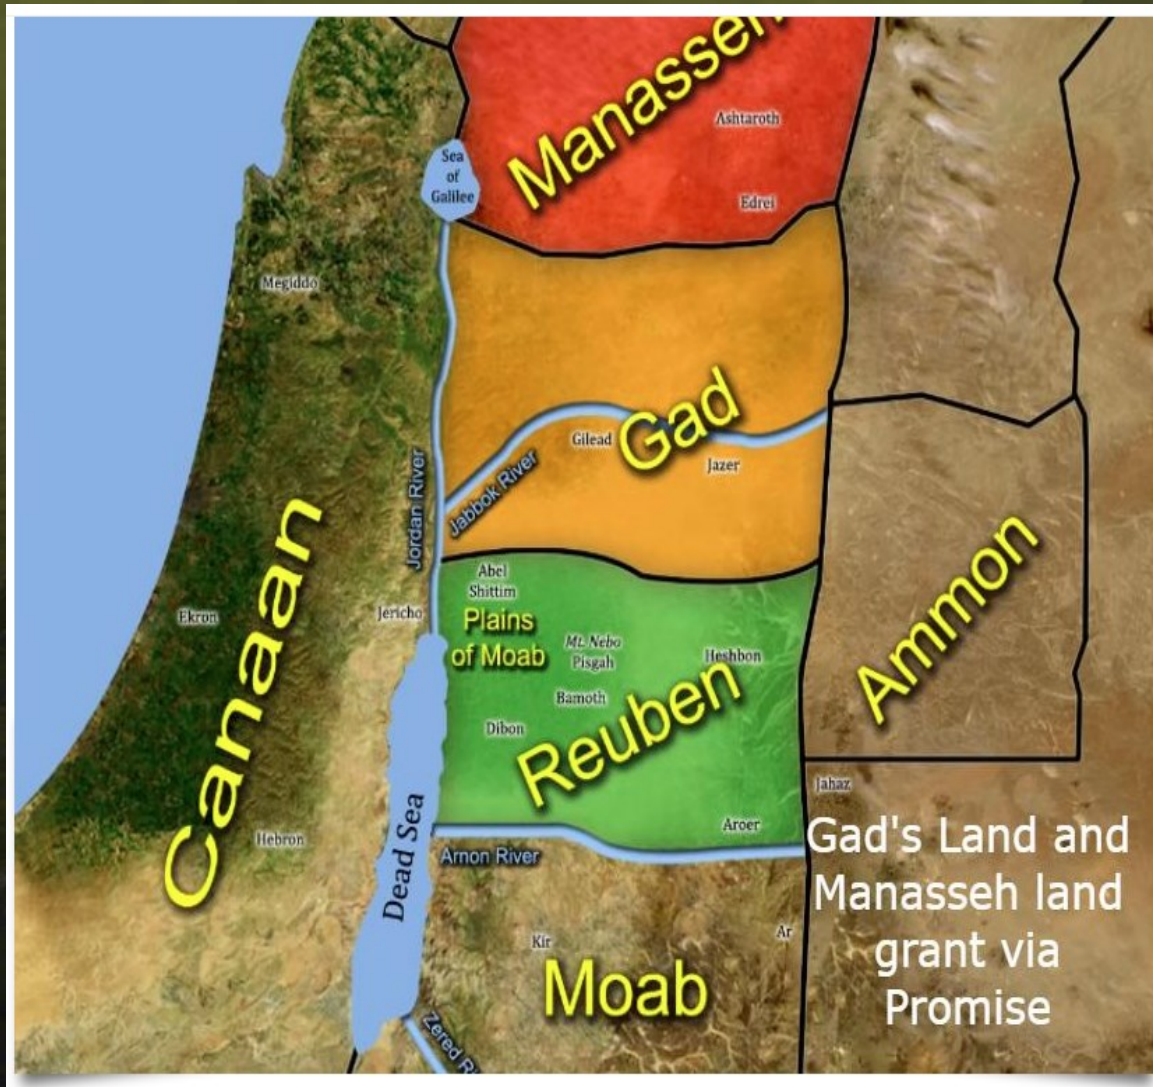 Manasseh
Ashtaroth
Sea
of
Galilee
Edrei
Megiddo
Gad
Gilead
Jazer
Jordan River
Jabbok River
Canaan
Ammon
Abel
Shittim
Jericho
Ekron
Plains
of Moab
Mt. Nebo
Pisgah
Heshbon
Bamoth
Dibon
Reuben
Jahaz
Aroer
Hebron
Dead Sea
Arnon River
Gad's Land and
Manasseh land
grant via
Promise
Kir
Ar
Moab
Zered Ri